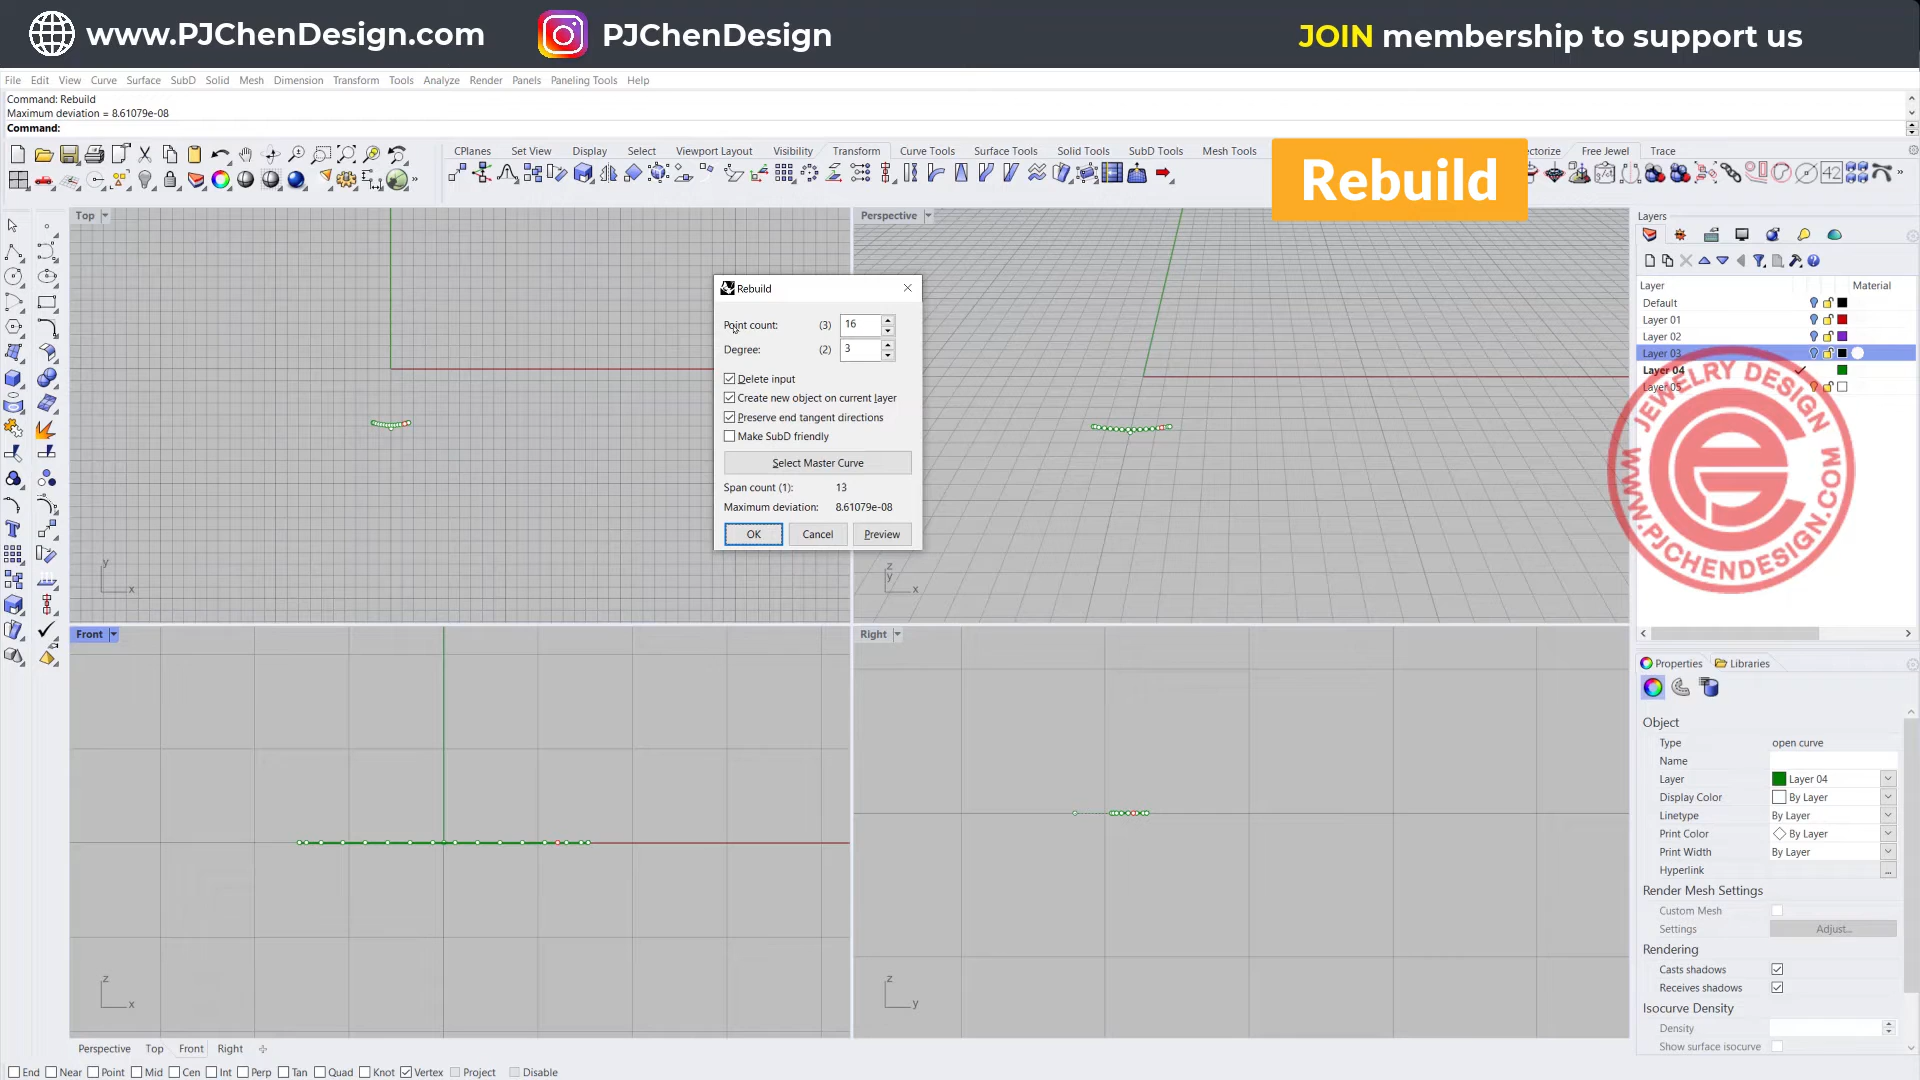 www.PJChenDesign.com
PJChenDesign
JOIN membership to support us
File Edit View Curve Surface SubD Solid Mesh Dimension Transform Tools Analyze Render Panels Paneling Tools Help
Command: Rebuild
Maximum deviation = 8.61079e-08
Command:
CPlanes Set View Display Select Viewport Layout Visibility Transform Curve Tools Surface Tools Solid Tools SubD Tools Mesh Tools
Free Jewel Trace
Rebuild
Top
Perspective
Layers
Layer Material
Default
Layer 01
Layer 02
Layer 03
Layer 04
Layer 05
Rebuild
Point count: (3) 16
Degree: (2) 3
Delete input
Create new object on current layer
Preserve end tangent directions
Make SubD friendly
Select Master Curve
Span count (1): 13
Maximum deviation: 8.61079e-08
OK Cancel Preview
JEWELRY DESIGN
WWW.PJCHENDESIGN.COM
y
x
z
y
x
Front
Right
z
x
z
y
Properties Libraries
Object
Type open curve
Name
Layer Layer 04
Display Color By Layer
Linetype By Layer
Print Color By Layer
Print Width By Layer
Hyperlink ...
Render Mesh Settings
Custom Mesh
Settings Adjust...
Rendering
Casts shadows
Receives shadows
Isocurve Density
Density
Show surface isocurve
Perspective Top Front Right
End Near Point Mid Cen Int Perp Tan Quad Knot Vertex Project Disable